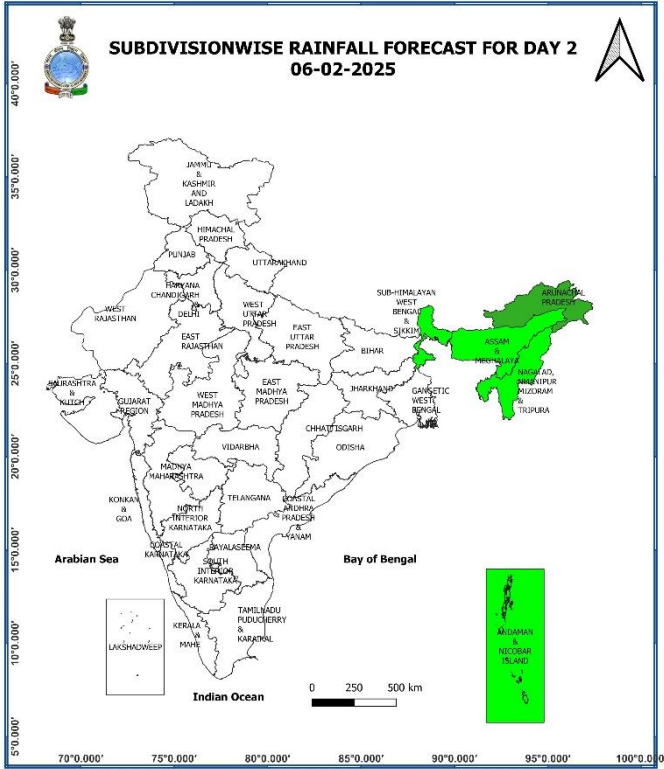 SUBDIVISIONWISE RAINFALL FORECAST FOR DAY 2
06-02-2025
40°0.000'
35°0.000'
30°0.000'
25°0.000'
20°0.000'
15°0.000'
10°0.000'
5°0.000'
JAMMU
&
KASHMIR
AND
LADAKH
HIMACHAL
PRADESH
PUNJAB
UTTARAKHAND
HARYANA
CHANDIGARH
DELHI
WEST
RAJASTHAN
WEST
UTTAR
PRADESH
EAST
RAJASTHAN
EAST
UTTAR
PRADESH
BIHAR
SUB-HIMALAYAN
WEST
BENGAL
&
SIKKIM
ARUNACHAL
PRADESH
ASSAM
&
MEGHALAYA
MANIPUR
MIZORAM
&
TRIPURA
SAURASHTRA
&
KUTCH
GUJARAT
REGION
WEST
MADHYA
PRADESH
EAST
MADHYA
PRADESH
JHARKHAND
GANGETIC
WEST
BENGAL
CHHATTISGARH
ODISHA
VIDARBHA
MADHYA
MAHARASHTRA
TELANGANA
KONKAN
&
GOA
NORTH
INTERIOR
KARNATAKA
COASTAL
ANDHRA
PRADESH
&
YANAM
COASTAL
KARNATAKA
RAYALASEEMA
SOUTH
INTERIOR
KARNATAKA
Arabian Sea
Bay of Bengal
LAKSHADWEEP
KERALA
&
MAHE
TAMILNADU
PUDUCHERRY
&
KARAIKAL
ANDAMAN
&
NICOBAR
ISLAND
Indian Ocean
0 250 500 km
70°0.000' 75°0.000' 80°0.000' 85°0.000' 90°0.000' 95°0.000' 100°0.000'